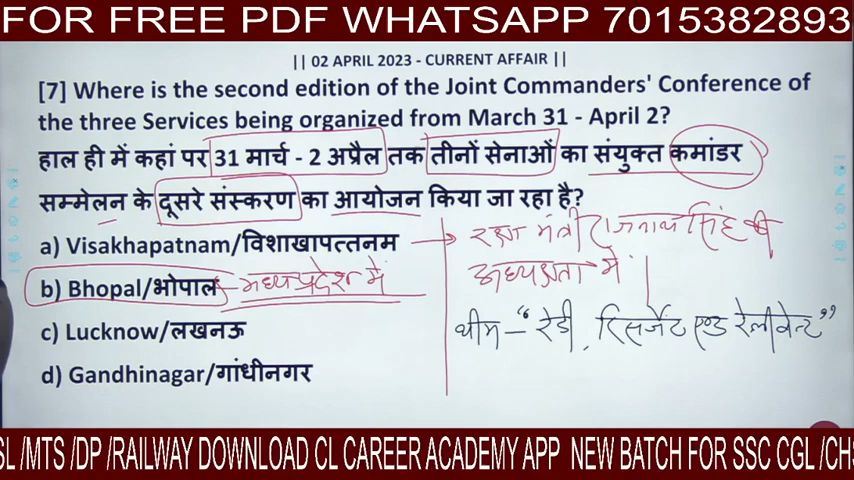 FOR FREE PDF WHATSAPP 7015382893
|| 02 APRIL 2023 - CURRENT AFFAIR ||
[7] Where is the second edition of the Joint Commanders' Conference of
the three Services being organized from March 31 - April 2?
हाल ही में कहां पर 31 मार्च - 2 अप्रैल तक तीनों सेनाओं का संयुक्त कमांडर
सम्मेलन के दूसरे संस्करण का आयोजन किया जा रहा है?
a) Visakhapatnam/विशाखापत्तनम
रक्षा मंत्री राजनाथ सिंह की
b) Bhopal/भोपाल - मध्यप्रदेश में
अध्यक्षता में |
c) Lucknow/लखनऊ
थीम - "रेडी, रिसर्जेंट एण्ड रेलीवेन्ट"
d) Gandhinagar/गांधीनगर
SL /MTS /DP /RAILWAY DOWNLOAD CL CAREER ACADEMY APP NEW BATCH FOR SSC CGL /CH